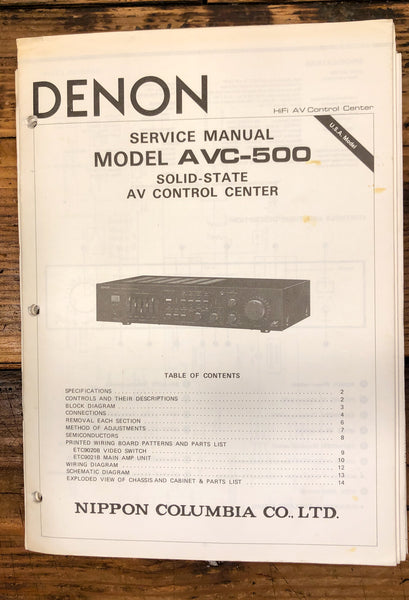 DENON
HiFi AV Control Center
U.S.A. Model
SERVICE MANUAL
MODEL AVC-500
SOLID-STATE
AV CONTROL CENTER
DENON
TABLE OF CONTENTS
SPECIFICATIONS 2
CONTROLS AND THEIR DESCRIPTIONS 2
BLOCK DIAGRAM 3
CONNECTIONS 4
REMOVAL EACH SECTION 6
METHOD OF ADJUSTMENTS 7
SEMICONDUCTORS 8
PRINTED WIRING BOARD PATTERNS AND PARTS LIST
ETC9020B VIDEO SWITCH 9
ETC9021B MAIN AMP UNIT 10
WIRING DIAGRAM 12
SCHEMATIC DIAGRAM 13
EXPLODED VIEW OF CHASSIS AND CABINET & PARTS LIST 14
NIPPON COLUMBIA CO., LTD.